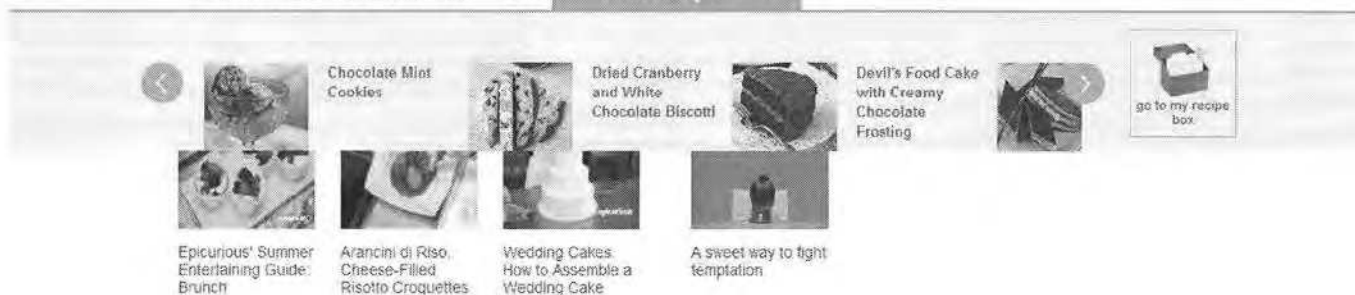 Chocolate Mint
Cookies
Dried Cranberry
and White
Chocolate Biscotti
Devil's Food Cake
with Creamy
Chocolate
Frosting
go to my recipe
box
Epicurious' Summer
Entertaining Guide:
Brunch
Arancini di Riso,
Cheese-Filled
Risotto Croquettes
Wedding Cakes:
How to Assemble a
Wedding Cake
A sweet way to fight
temptation